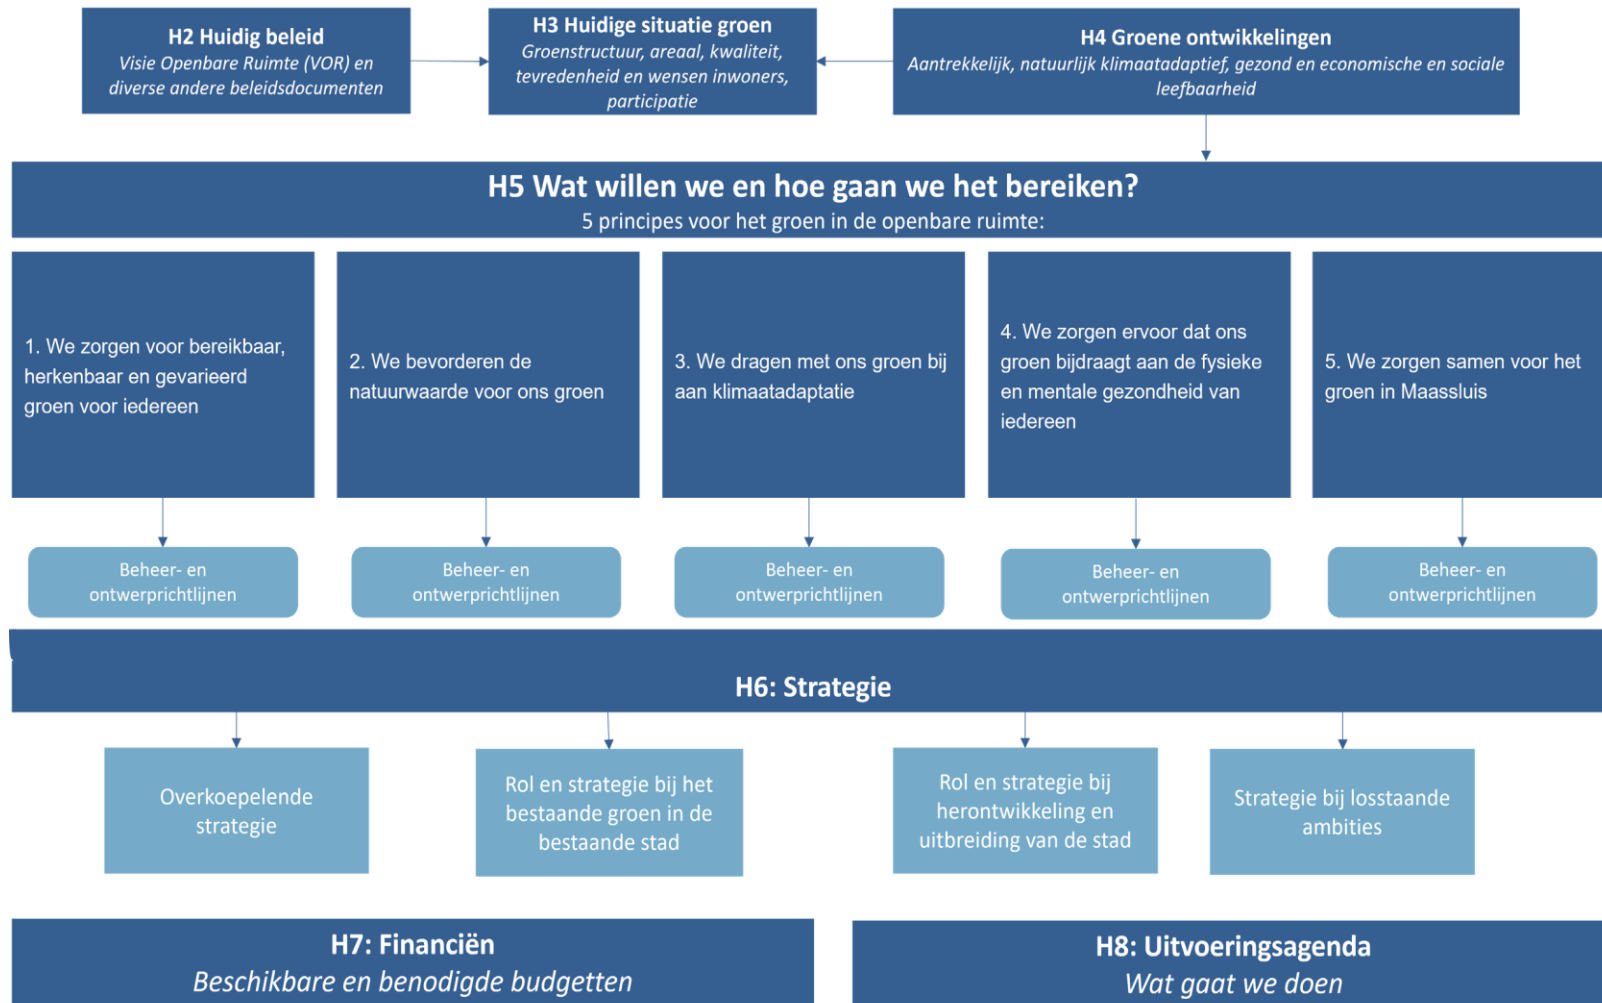 H2 Huidig beleid
Visie Openbare Ruimte (VOR) en
diverse andere beleidsdocumenten
H3 Huidige situatie groen
Groenstructuur, areaal, kwaliteit,
tevredenheid en wensen inwoners,
participatie
H4 Groene ontwikkelingen
Aantrekkelijk, natuurlijk klimaatadaptief, gezond en economische en sociale
leefbaarheid
H5 Wat willen we en hoe gaan we het bereiken?
5 principes voor het groen in de openbare ruimte:
1. We zorgen voor bereikbaar,
herkenbaar en gevarieerd
groen voor iedereen
2. We bevorderen de
natuurwaarde voor ons groen
3. We dragen met ons groen bij
aan klimaatadaptatie
4. We zorgen ervoor dat ons
groen bijdraagt aan de fysieke
en mentale gezondheid van
iedereen
5. We zorgen samen voor het
groen in Maassluis
Beheer- en
ontwerprichtlijnen
Beheer- en
ontwerprichtlijnen
Beheer- en
ontwerprichtlijnen
Beheer- en
ontwerprichtlijnen
Beheer- en
ontwerprichtlijnen
H6: Strategie
Overkoepelende
strategie
Rol en strategie bij het
bestaande groen in de
bestaande stad
Rol en strategie bij
herontwikkeling en
uitbreiding van de stad
Strategie bij losstaande
ambities
H7: Financiën
Beschikbare en benodigde budgetten
H8: Uitvoeringsagenda
Wat gaat we doen